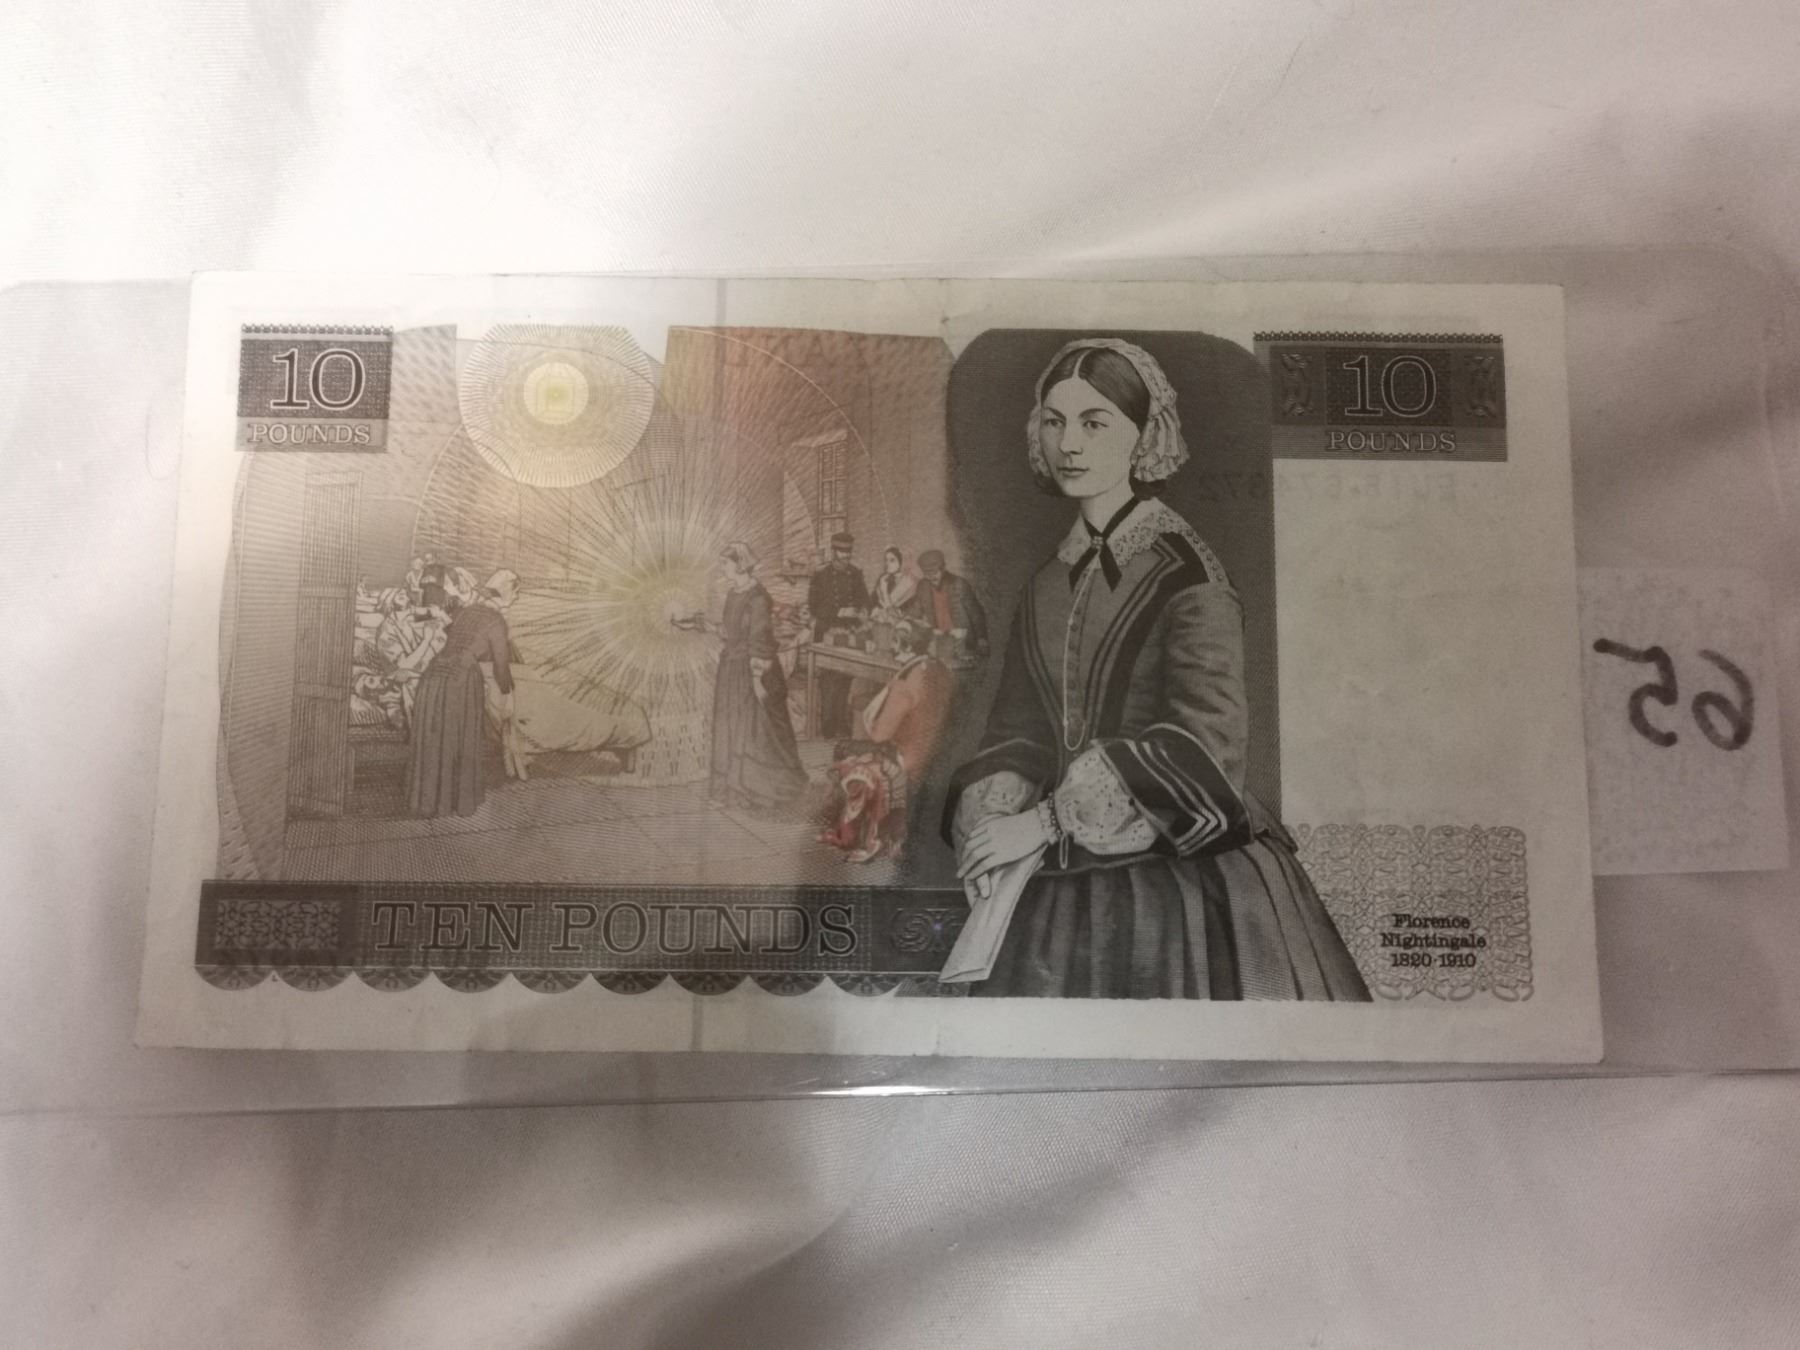 10
POUNDS
10
POUNDS
TEN POUNDS
Florence
Nightingale
1820·1910
65